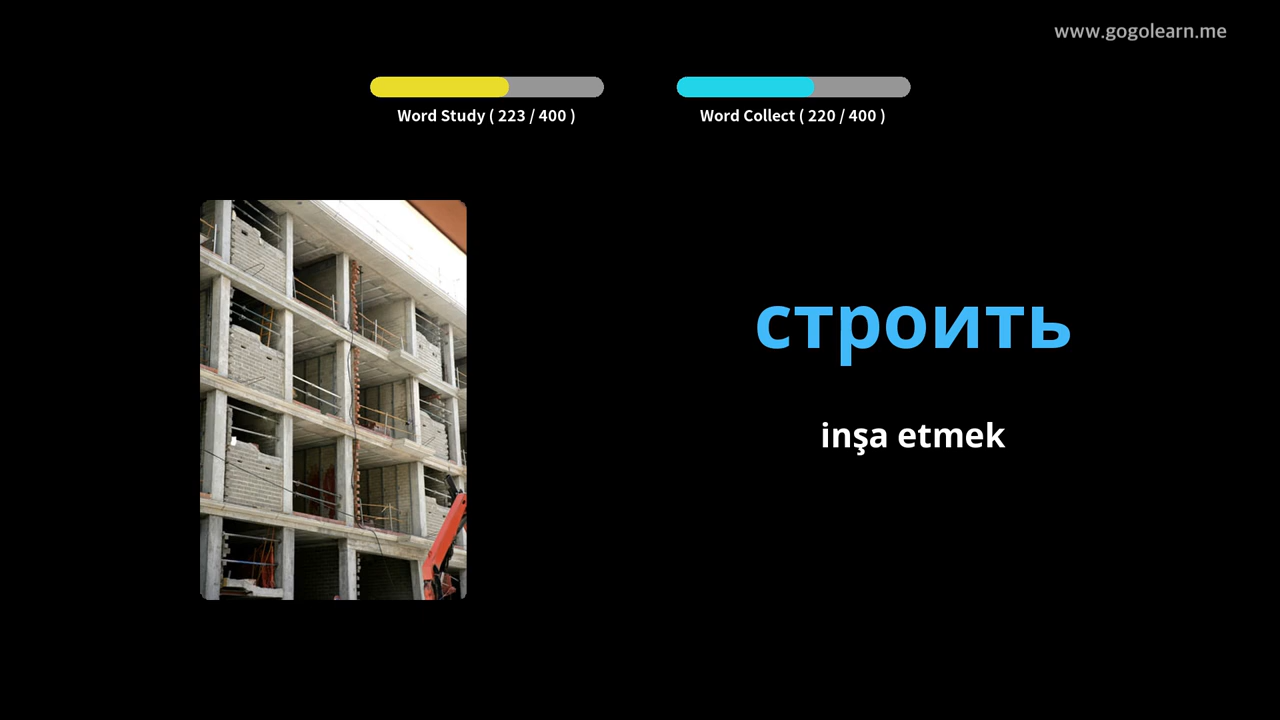 www.gogolearn.me
Word Study ( 223 / 400 )
Word Collect ( 220 / 400 )
строить
inşa etmek